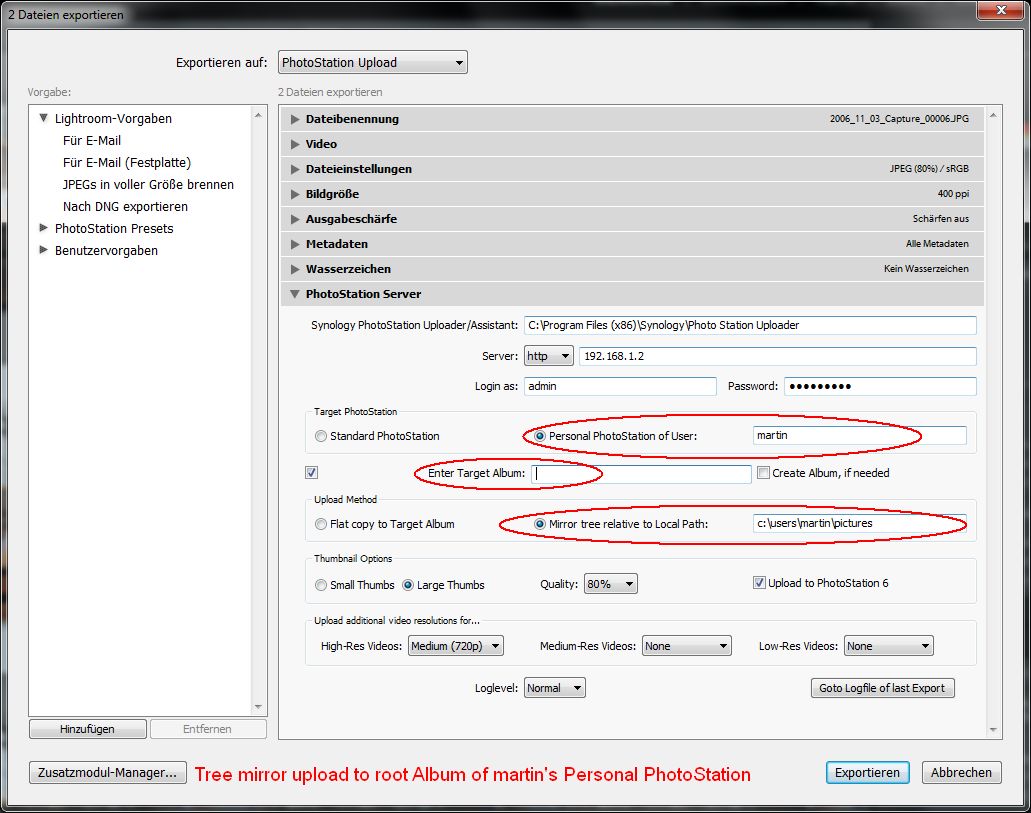 2 Dateien exportieren
Exportieren auf: PhotoStation Upload
Vorgabe:
2 Dateien exportieren
Lightroom-Vorgaben
Für E-Mail
Für E-Mail (Festplatte)
JPEGs in voller Größe brennen
Nach DNG exportieren
PhotoStation Presets
Benutzervorgaben
Hinzufügen Entfernen
Dateibenennung 2006_11_03_Capture_00006.JPG
Video
Dateieinstellungen JPEG (80%) / sRGB
Bildgröße 400 ppi
Ausgabeschärfe Schärfen aus
Metadaten Alle Metadaten
Wasserzeichen Kein Wasserzeichen
PhotoStation Server
Synology PhotoStation Uploader/Assistant: C:\Program Files (x86)\Synology\Photo Station Uploader
Server: http 192.168.1.2
Login as: admin Password: ●●●●●●●●●
Target PhotoStation
Standard PhotoStation Personal PhotoStation of User: martin
Enter Target Album: Create Album, if needed
Upload Method
Flat copy to Target Album Mirror tree relative to Local Path: c:\users\martin\pictures
Thumbnail Options
Small Thumbs Large Thumbs Quality: 80% Upload to PhotoStation 6
Upload additional video resolutions for...
High-Res Videos: Medium (720p) Medium-Res Videos: None Low-Res Videos: None
Loglevel: Normal Goto Logfile of last Export
Zusatzmodul-Manager... Tree mirror upload to root Album of martin's Personal PhotoStation Exportieren Abbrechen